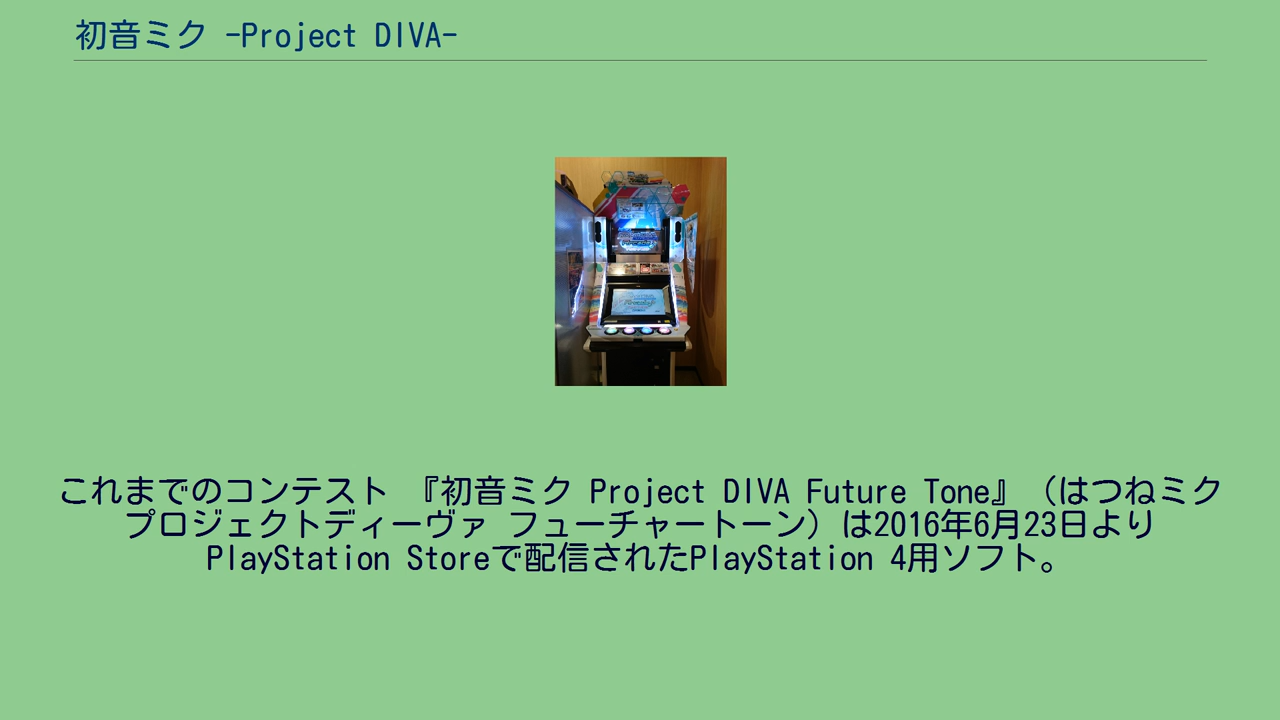 初音ミク -Project DIVA-
これまでのコンテスト 『初音ミク Project DIVA Future Tone』（はつねミク
プロジェクトディーヴァ フューチャートーン）は2016年6月23日より
PlayStation Storeで配信されたPlayStation 4用ソフト。